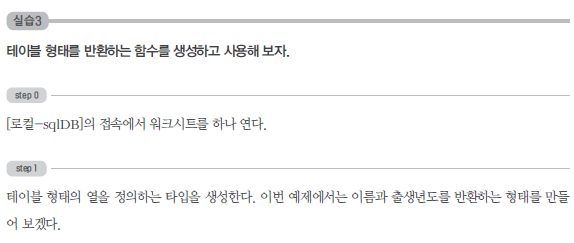 실습3
테이블 형태를 반환하는 함수를 생성하고 사용해 보자.
step 0
[로컬-sqlDB]의 접속에서 워크시트를 하나 연다.
step 1
테이블 형태의 열을 정의하는 타입을 생성한다. 이번 예제에서는 이름과 출생년도를 반환하는 형태를 만들
어 보겠다.